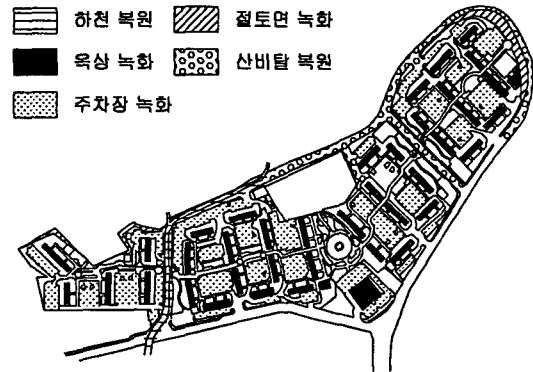 하천 복원 절토면 녹화
옥상 녹화 산비탈 복원
주차장 녹화